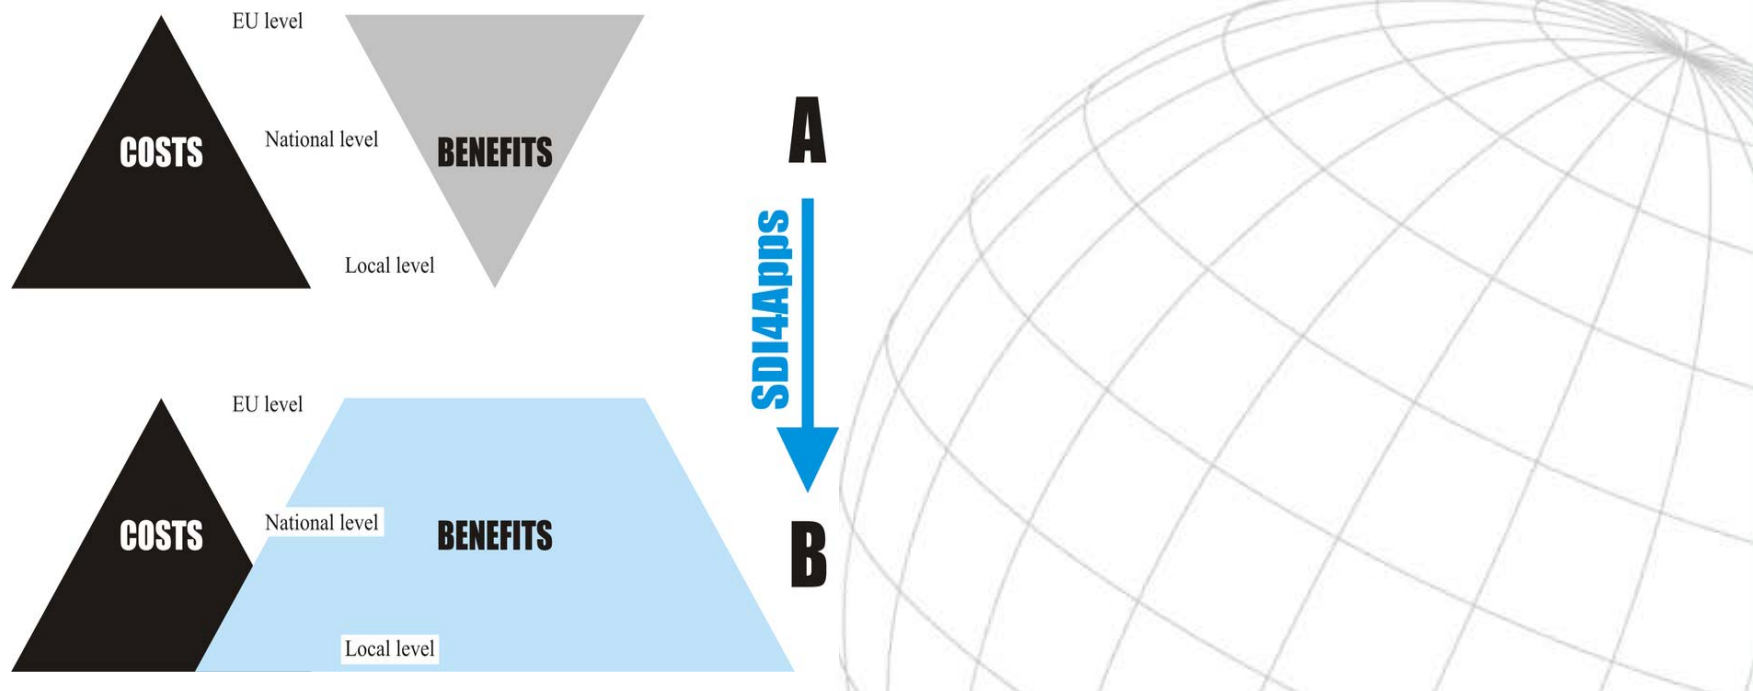 EU level
COSTS
National level
BENEFITS
Local level
A
SDI4Apps
EU level
COSTS
National level
BENEFITS
Local level
B